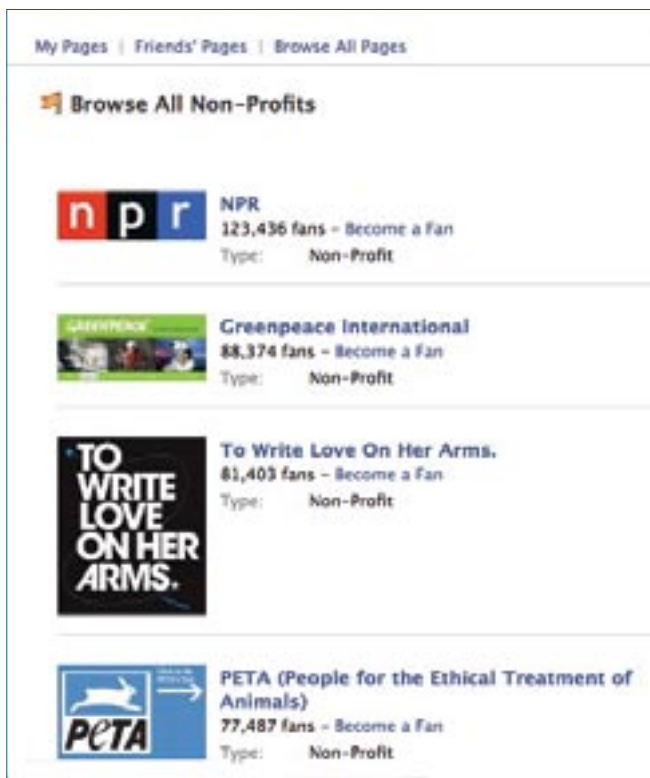 My Pages | Friends' Pages | Browse All Pages
Browse All Non-Profits
npr
NPR
123,436 fans – Become a Fan
Type: Non-Profit
GREENPEACE
Greenpeace International
88,374 fans – Become a Fan
Type: Non-Profit
TO
WRITE
LOVE
ON HER
ARMS.
To Write Love On Her Arms.
81,403 fans – Become a Fan
Type: Non-Profit
PeTA
PETA (People for the Ethical Treatment of
Animals)
77,487 fans – Become a Fan
Type: Non-Profit